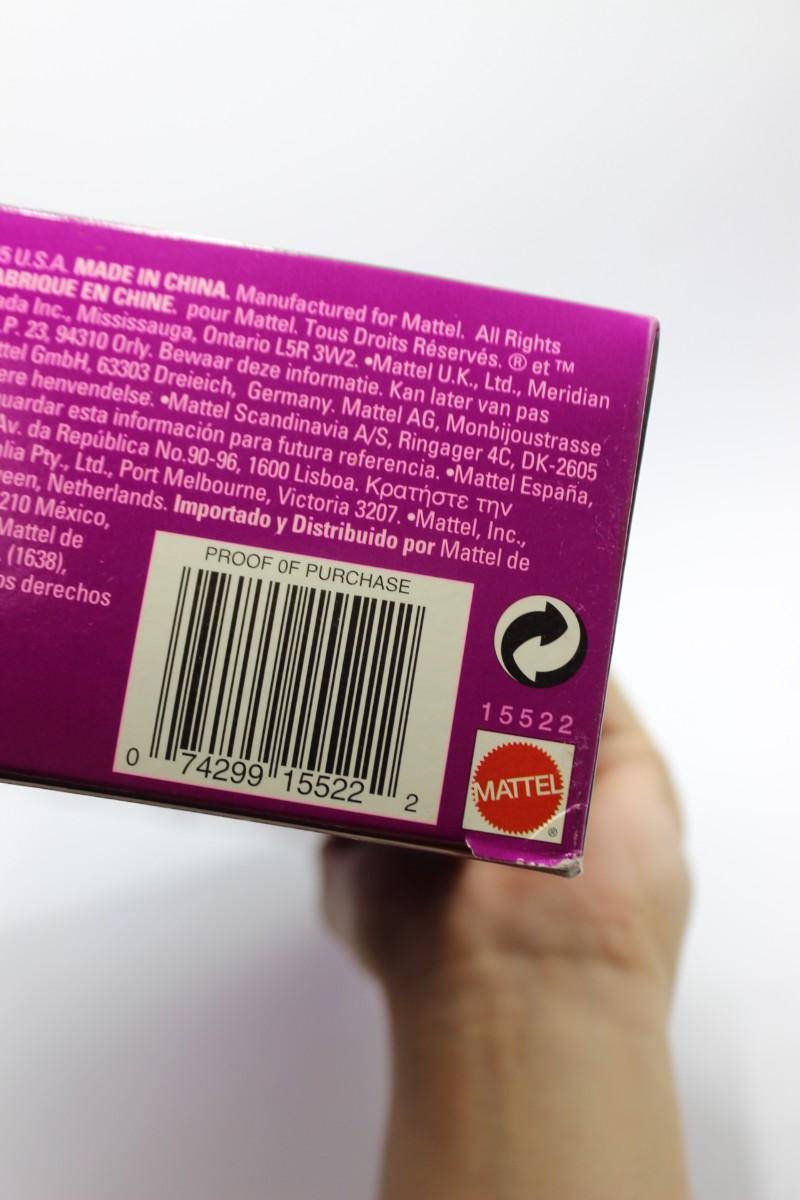 5 U.S.A. MADE IN CHINA. Manufactured for Mattel. All Rights
ABRIQUE EN CHINE. pour Mattel. Tous Droits Réservés. ® et ™
ada Inc., Mississauga, Ontario L5R 3W2. •Mattel U.K., Ltd., Meridian
.P. 23, 94310 Orly. Bewaar deze informatie. Kan later van pas
ttel GmbH, 63303 Dreieich, Germany. Mattel AG, Monbijoustrasse
ere henvendelse. •Mattel Scandinavia A/S, Ringager 4C, DK-2605
uardar esta información para futura referencia. •Mattel España,
Av. da República No.90-96, 1600 Lisboa. Κρατήστε την
lia Pty., Ltd., Port Melbourne, Victoria 3207. •Mattel, Inc.,
een, Netherlands. Importado y Distribuido por Mattel de
210 México,
Mattel de
. (1638),
os derechos
PROOF 0F PURCHASE
0 74299 15522 2
15522
MATTEL
®